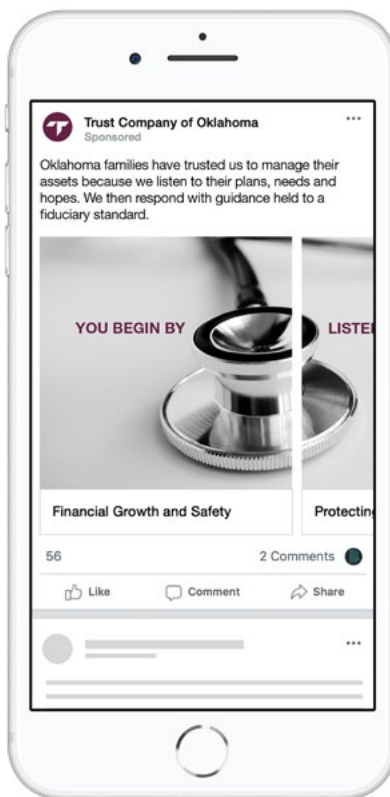 Trust Company of Oklahoma
Sponsored
Oklahoma families have trusted us to manage their
assets because we listen to their plans, needs and
hopes. We then respond with guidance held to a
fiduciary standard.
YOU BEGIN BY
Financial Growth and Safety
Protecting
56
2 Comments
Like
Comment
Share